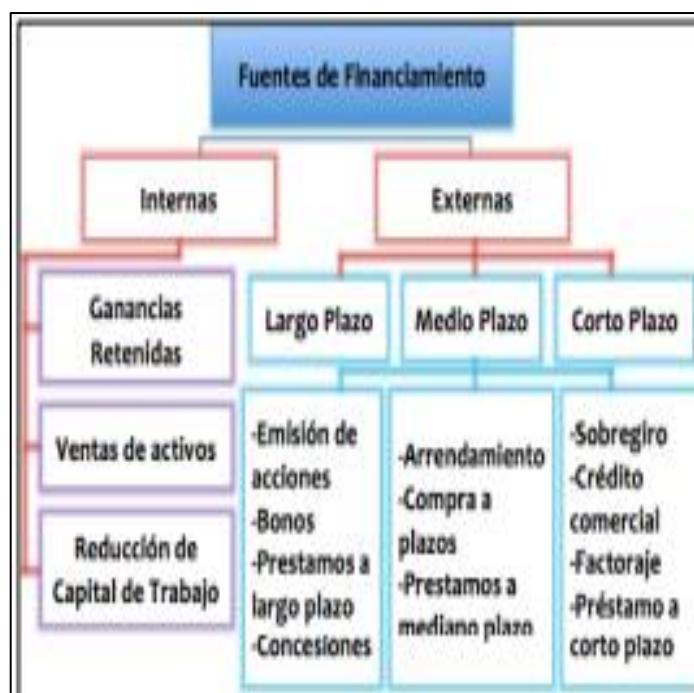 Fuentes de Financiamiento
Internas
Externas
Ganancias
Retenidas
Ventas de activos
Reducción de
Capital de Trabajo
Largo Plazo
Medio Plazo
Corto Plazo
-Emisión de
acciones
-Bonos
-Prestamos a
largo plazo
-Concesiones
-Arrendamiento
-Compra a
plazos
-Prestamos a
mediano plazo
-Sobregiro
-Crédito
comercial
-Factoraje
-Préstamo a
corto plazo